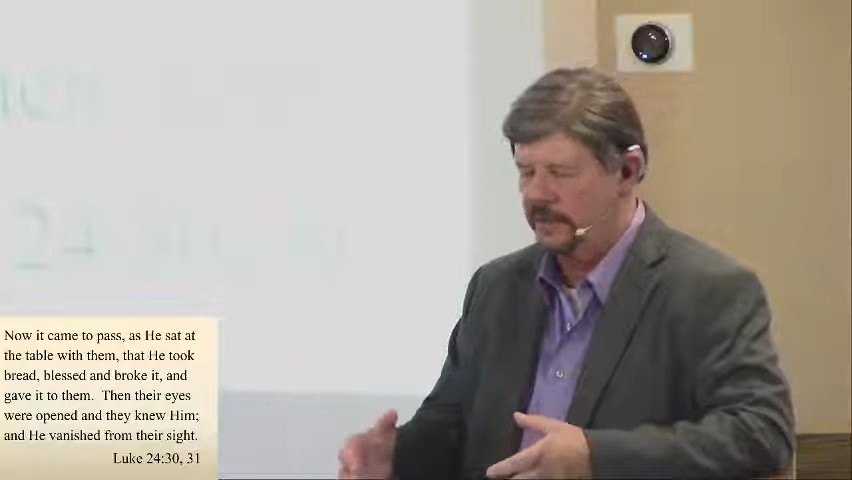 24
Now it came to pass, as He sat at
the table with them, that He took
bread, blessed and broke it, and
gave it to them. Then their eyes
were opened and they knew Him;
and He vanished from their sight.
Luke 24:30, 31